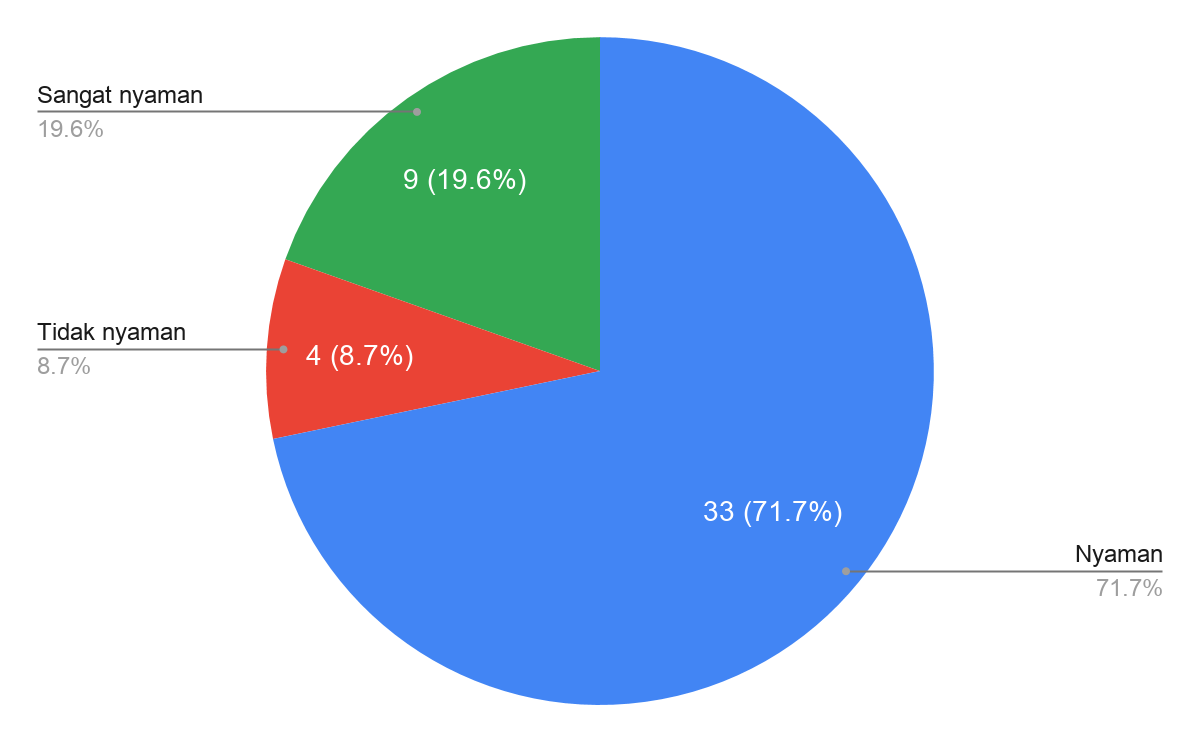 Sangat nyaman
19.6%
9 (19.6%)
Tidak nyaman
8.7%
4 (8.7%)
33 (71.7%)
Nyaman
71.7%